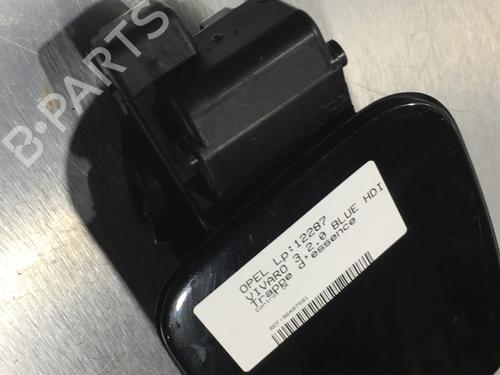 B-PARTS
OPEL LP:12287
VIVARO 3 2.0 BLUE HDI
Trappe d'essence